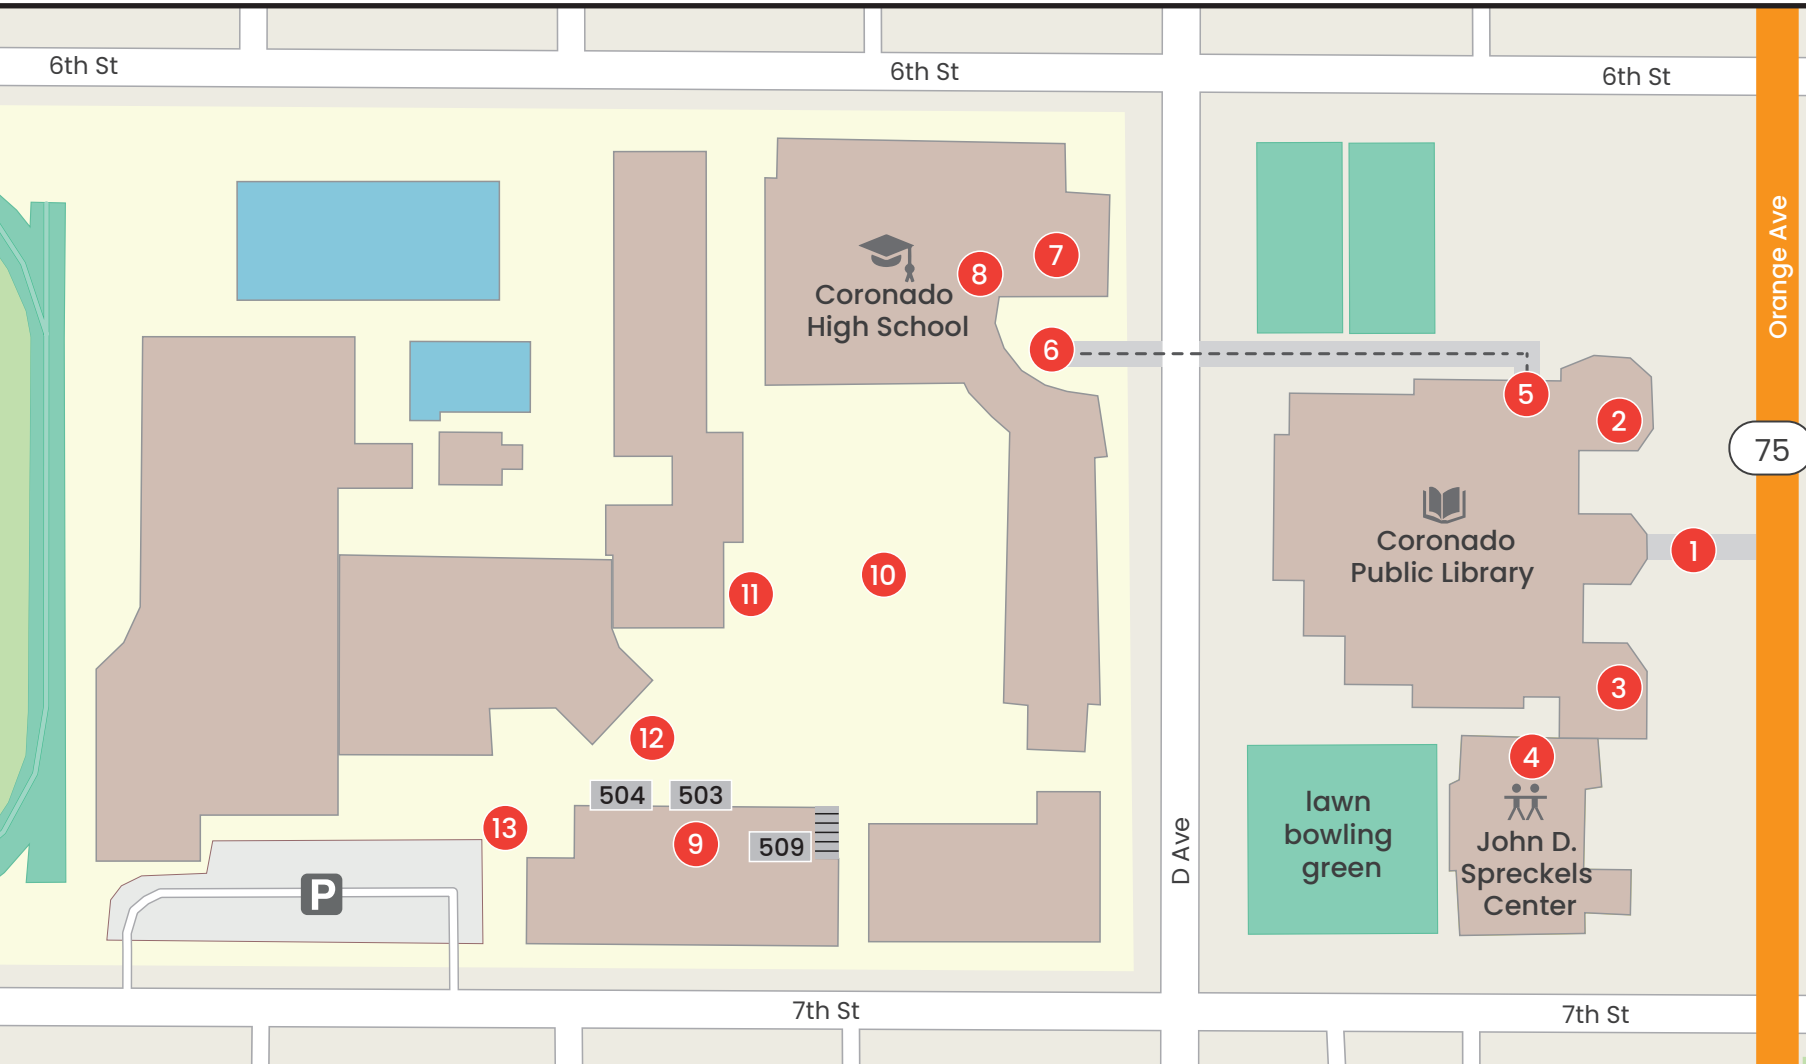 6th St
6th St
6th St
Orange Ave
7
8
Coronado
High School
6
5
2
75
Coronado
Public Library
1
10
11
3
12
4
504
503
13
9
509
D Ave
lawn
bowling
green
John D.
Spreckels
Center
P
7th St
7th St